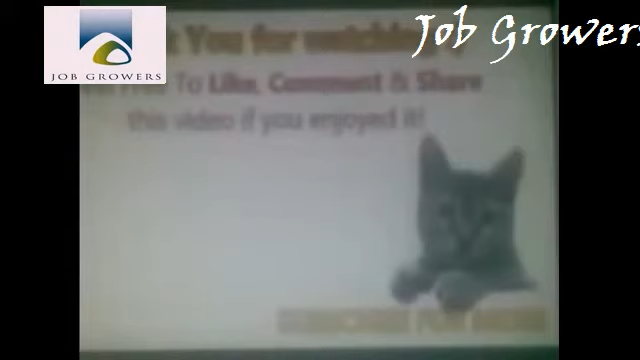 Job Growers
JOB GROWERS
You for watching
To Like, Comment & Share
this video if you enjoyed it!